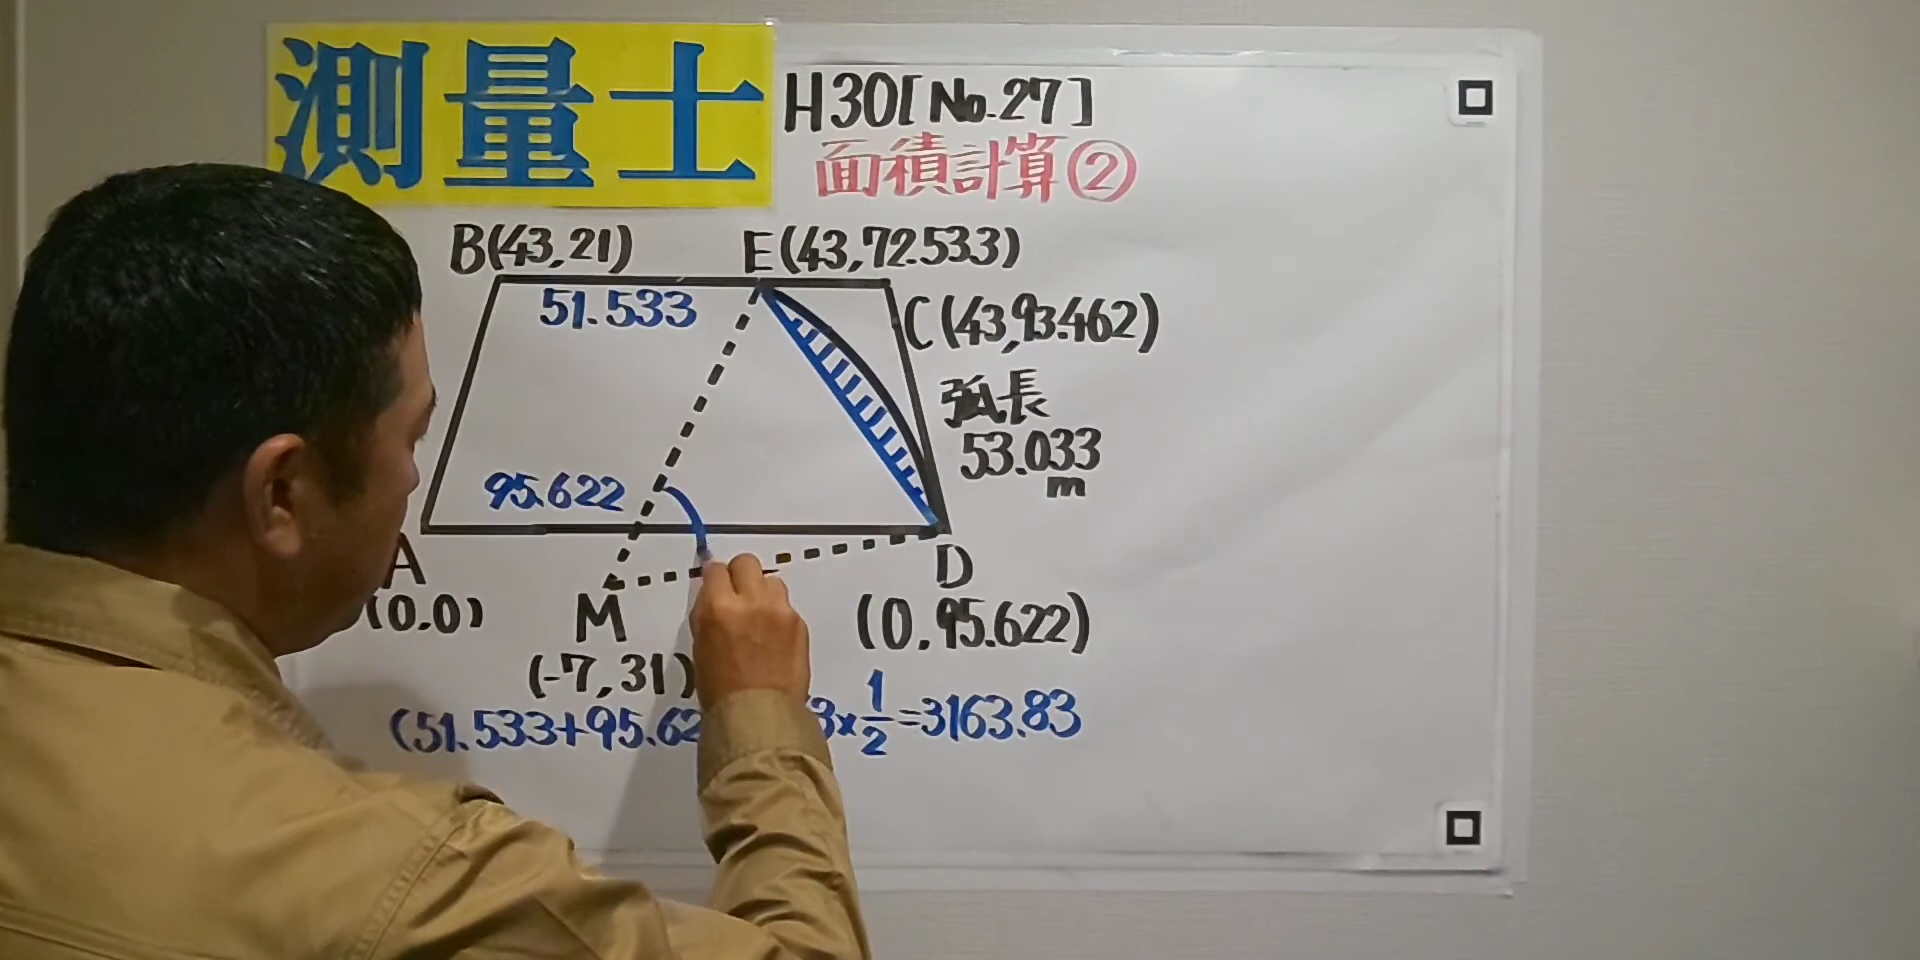 測量士
H30[No.27]
面積計算②
B(43,21)
E(43,72.533)
51.533
C(43,93.462)
弧長
53.033
m
95.622
A
(0,0)
M
(-7,31)
D
(0,95.622)
(51.533+95.62
3×1/2=3163.83